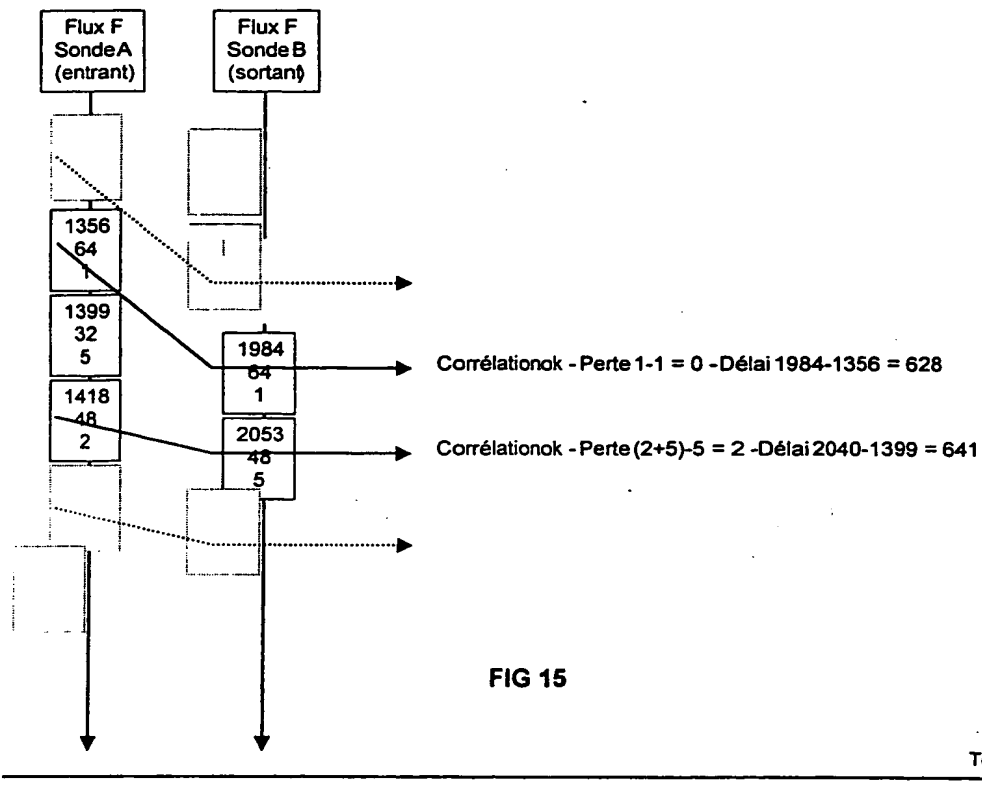 Flux F
Sonde A
(entrant)
Flux F
Sonde B
(sortant)
1356
64
1
1399
32
5
1984
64
1
Corrélationok - Perte 1-1 = 0 - Délai 1984-1356 = 628
1418
48
2
2053
48
5
Corrélationok - Perte (2+5)-5 = 2 - Délai 2040-1399 = 641
FIG 15